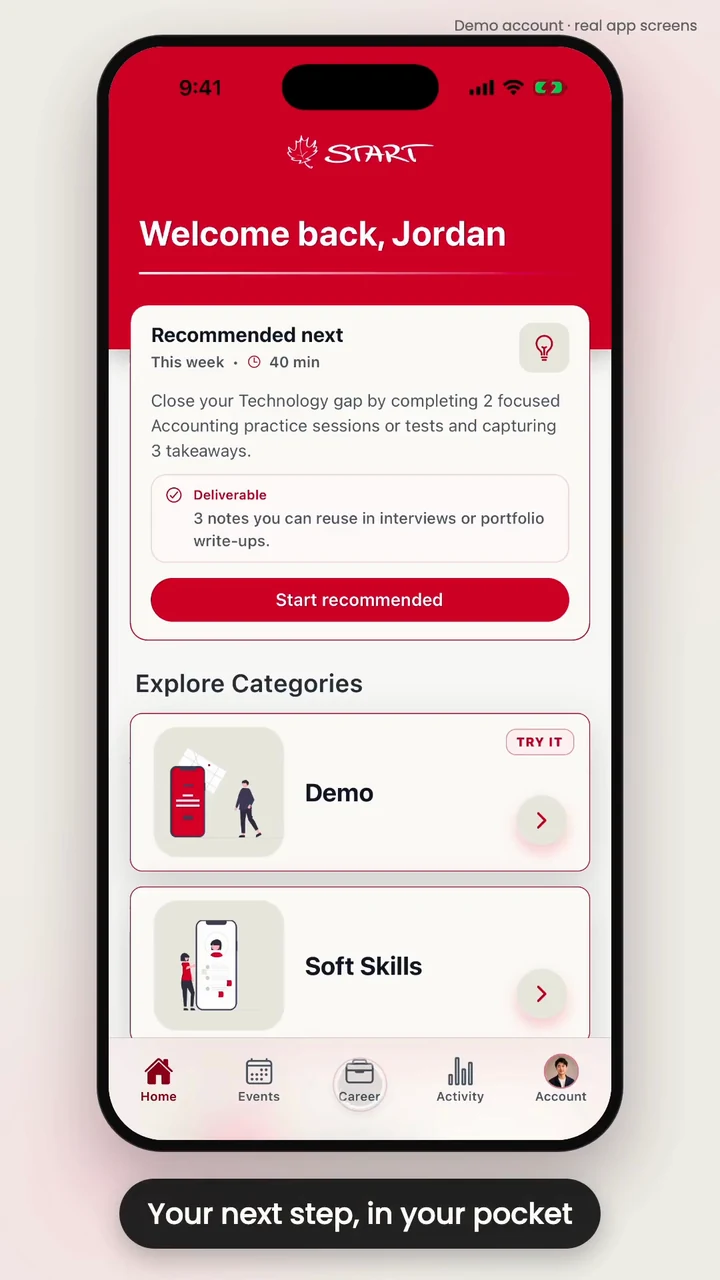 Demo account · real app screens
9:41
START
Welcome back, Jordan
Recommended next
This week · 40 min
Close your Technology gap by completing 2 focused
Accounting practice sessions or tests and capturing
3 takeaways.
Deliverable
3 notes you can reuse in interviews or portfolio
write-ups.
Start recommended
Explore Categories
TRY IT
Demo
Soft Skills
Home Events Career Activity Account
Your next step, in your pocket